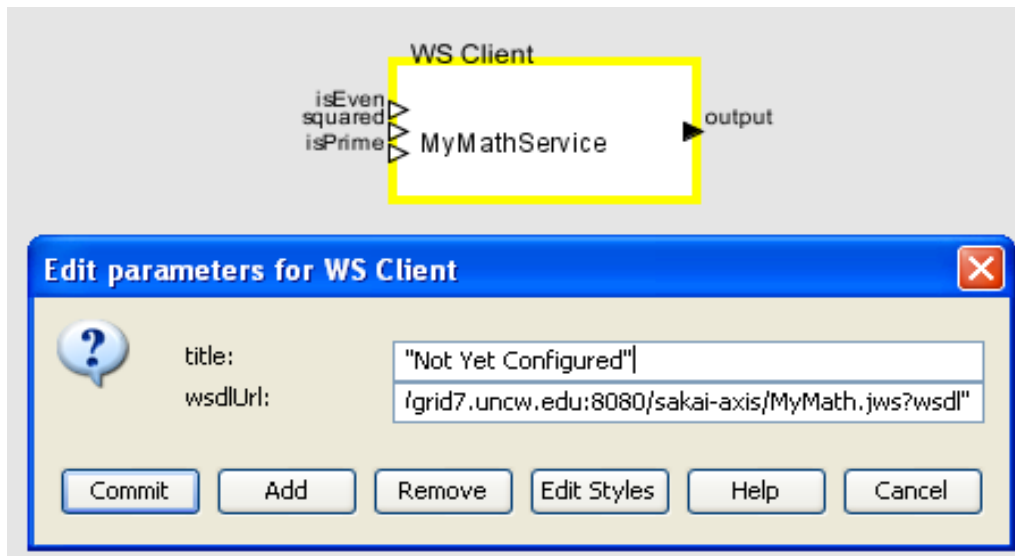 WS Client
isEven
squared
isPrime
output
MyMathService
Edit parameters for WS Client
title:
"Not Yet Configured"
wsdlUrl:
/grid7.uncw.edu:8080/sakai-axis/MyMath.jws?wsdl"
Commit Add Remove Edit Styles Help Cancel